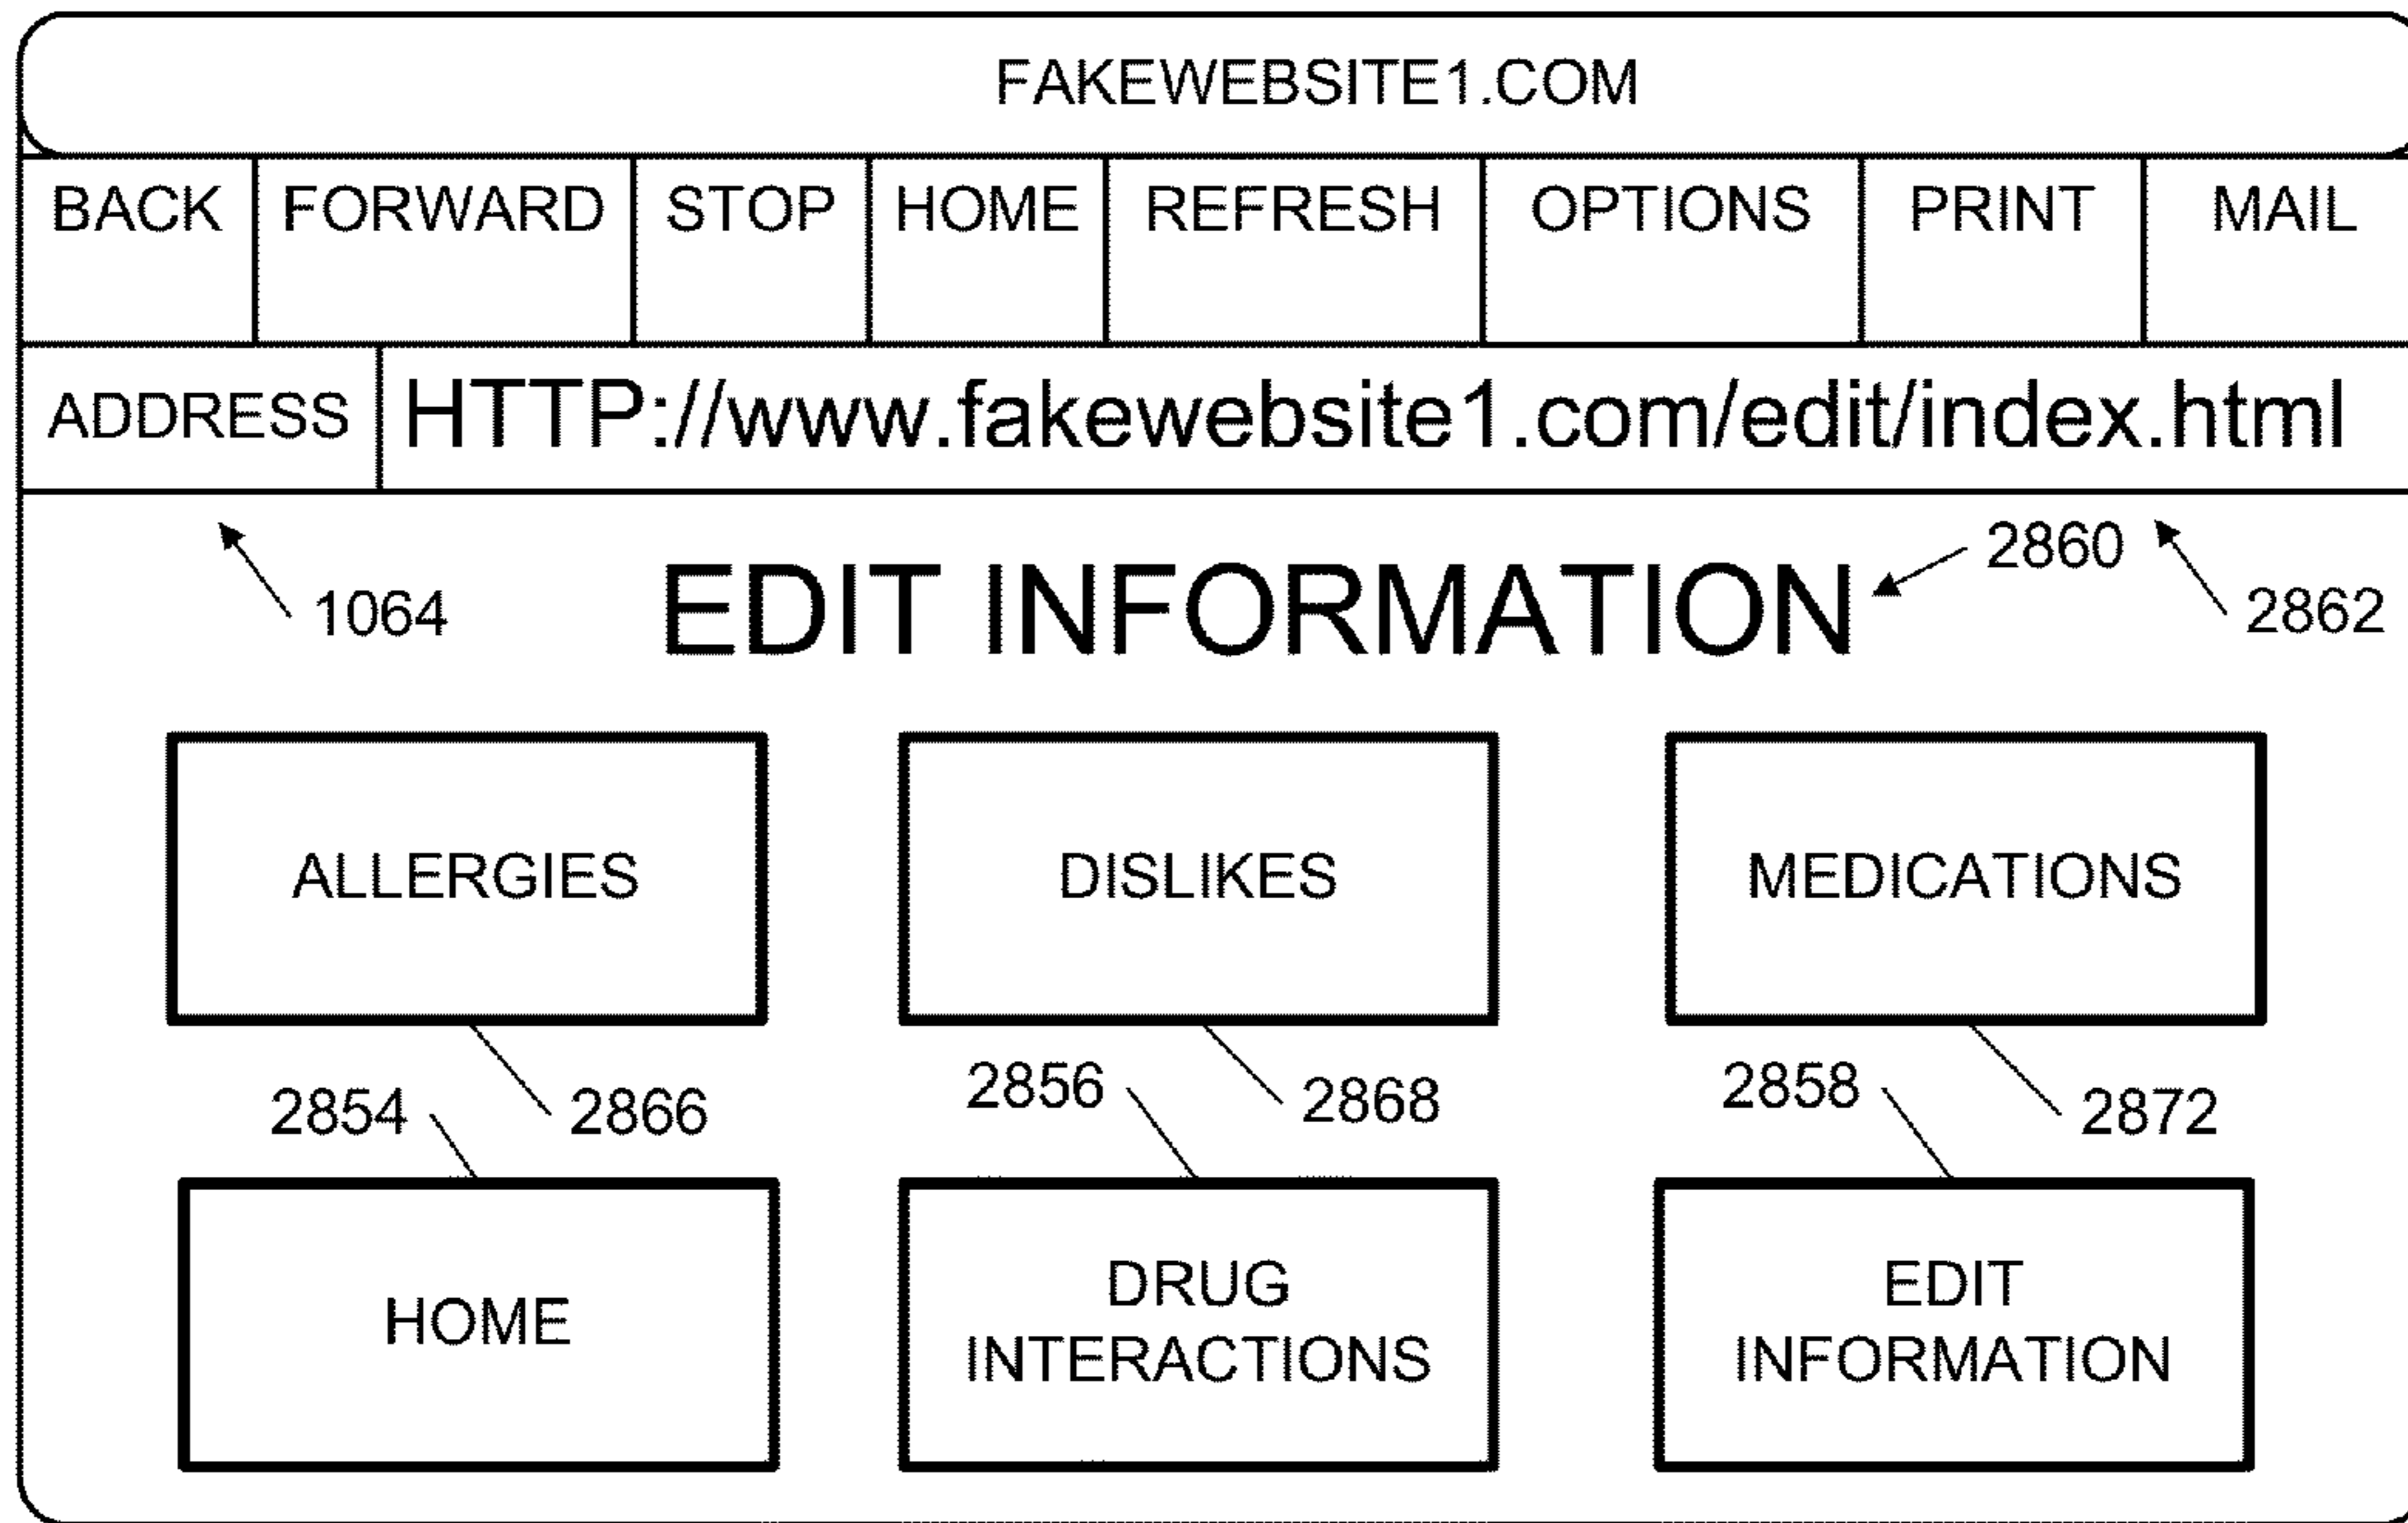 FAKEWEBSITE1.COM
BACK FORWARD STOP HOME REFRESH OPTIONS PRINT MAIL
ADDRESS HTTP://www.fakewebsite1.com/edit/index.html
1064 EDIT INFORMATION 2860 2862
ALLERGIES DISLIKES MEDICATIONS
2854 2866 2856 2868 2858 2872
HOME DRUG EDIT
INTERACTIONS INFORMATION